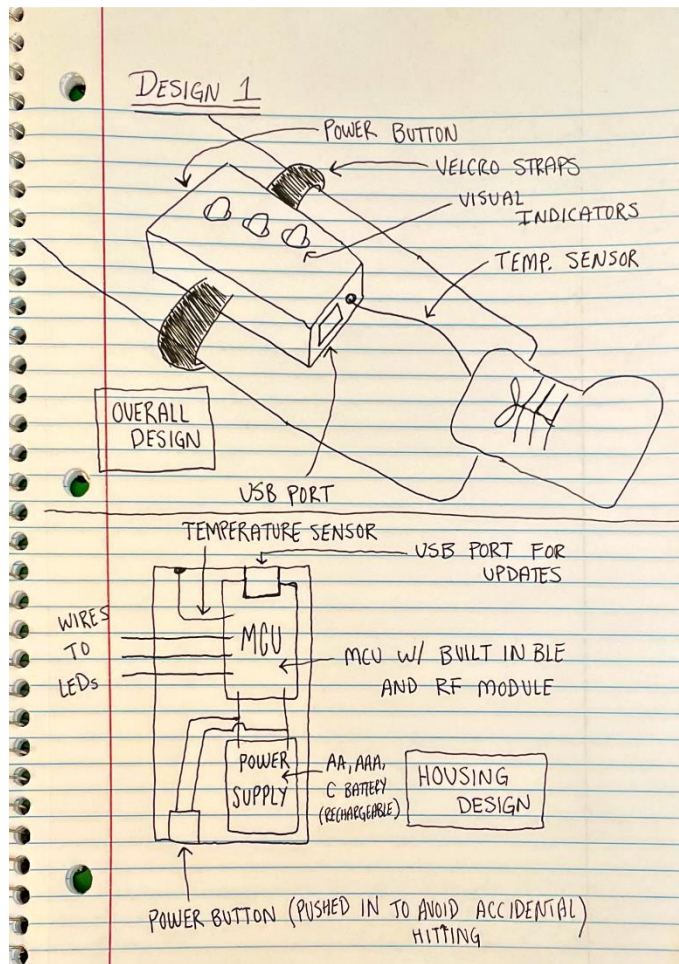 DESIGN 1
POWER BUTTON
VELCRO STRAPS
VISUAL
INDICATORS
TEMP. SENSOR
OVERALL
DESIGN
USB PORT
TEMPERATURE SENSOR
USB PORT FOR
UPDATES
WIRES
TO
LEDs
MCU
MCU W/ BUILT IN BLE
AND RF MODULE
POWER
SUPPLY
AA, AAA,
C BATTERY
(RECHARGEABLE)
HOUSING
DESIGN
POWER BUTTON (PUSHED IN TO AVOID ACCIDENTAL)
HITTING